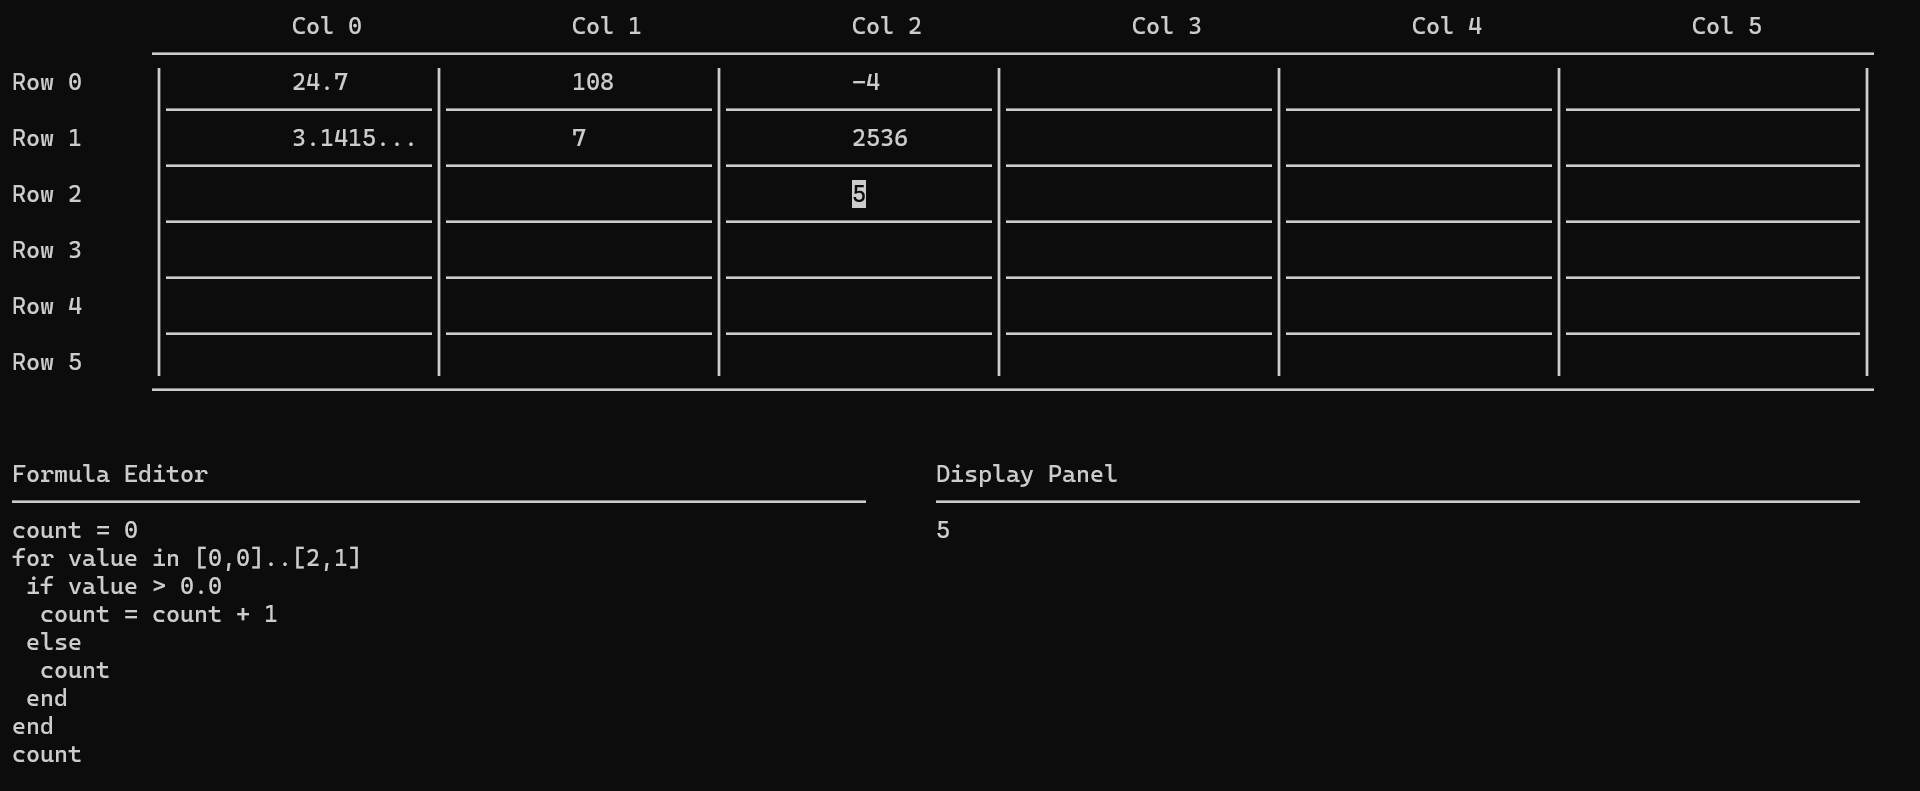 Col 0 Col 1 Col 2 Col 3 Col 4 Col 5
Row 0 24.7 108 −4
Row 1 3.1415... 7 2536
Row 2 5
Row 3
Row 4
Row 5
Formula Editor Display Panel
count = 0 5
for value in [0,0]..[2,1]
 if value > 0.0
  count = count + 1
 else
  count
 end
end
count